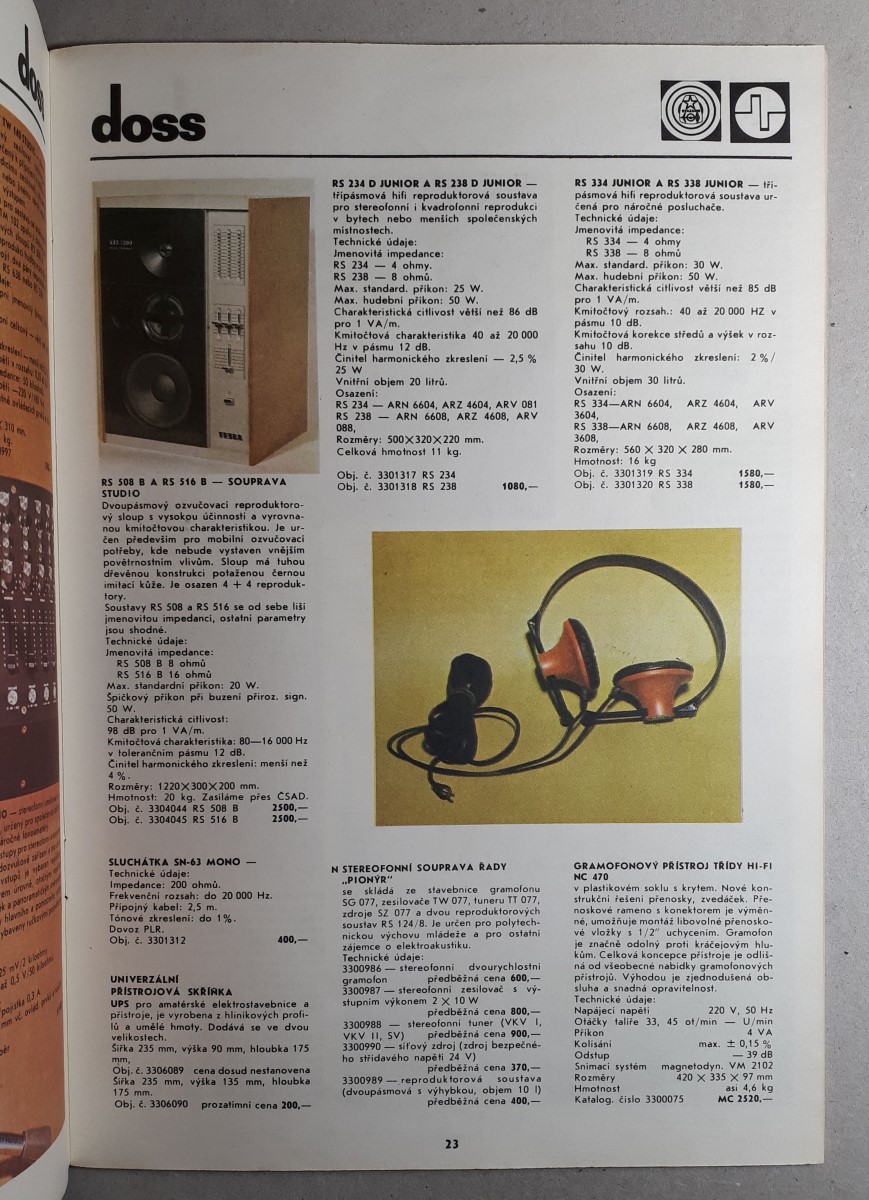 doss
TESLA
RS 508 B A RS 516 B — SOUPRAVA
STUDIO
Dvoupásmový ozvučovací reproduktoro-
vý sloup s vysokou účinností a vyrovna-
nou kmitočtovou charakteristikou. Je ur-
čen především pro mobilní ozvučovací
potřeby, kde nebude vystaven vnějším
povětrnostním vlivům. Sloup má tuhou
dřevěnou konstrukci potaženou černou
imitací kůže. Je osazen 4 + 4 reproduk-
tory.
Soustavy RS 508 a RS 516 se od sebe liší
jmenovitou impedancí, ostatní parametry
jsou shodné.
Technické údaje:
Jmenovitá impedance:
RS 508 B 8 ohmů
RS 516 B 16 ohmů
Max. standardní příkon: 20 W.
Špičkový příkon při buzení přiroz. sign.
50 W.
Charakteristická citlivost:
98 dB pro 1 VA/m.
Kmitočtová charakteristika: 80—16 000 Hz
v tolerančním pásmu 12 dB.
Činitel harmonického zkreslení: menší než
4 %.
Rozměry: 1220×300×200 mm.
Hmotnost: 20 kg. Zasíláme přes ČSAD.
Obj. č. 3304044 RS 508 B 2500,—
Obj. č. 3304045 RS 516 B 2500,—
SLUCHÁTKA SN-63 MONO —
Technické údaje:
Impedance: 200 ohmů.
Frekvenční rozsah: do 20 000 Hz.
Přípojný kabel: 2,5 m.
Tónové zkreslení: do 1%.
Dovoz PLR.
Obj. č. 3301312 400,—
UNIVERZÁLNÍ
PŘÍSTROJOVÁ SKŘÍŇKA
UPS pro amatérské elektrostavebnice a
přístroje, je vyrobena z hliníkových profi-
lů a umělé hmoty. Dodává se ve dvou
velikostech.
Šířka 235 mm, výška 90 mm, hloubka 175
mm,
Obj. č. 3306089 cena dosud nestanovena
Šířka 235 mm, výška 135 mm, hloubka
175 mm.
Obj. č. 3306090 prozatimní cena 200,—
RS 234 D JUNIOR A RS 238 D JUNIOR —
třípásmová hifi reproduktorová soustava
pro stereofonní i kvadrofonní reprodukci
v bytech nebo menších společenských
místnostech.
Technické údaje:
Jmenovitá impedance:
RS 234 — 4 ohmy.
RS 238 — 8 ohmů.
Max. standard. příkon: 25 W.
Max. hudební příkon: 50 W.
Charakteristická citlivost větší než 86 dB
pro 1 VA/m.
Kmitočtová charakteristika 40 až 20 000
Hz v pásmu 12 dB.
Činitel harmonického zkreslení — 2,5 %
25 W
Vnitřní objem 20 litrů.
Osazení:
RS 234 — ARN 6604, ARZ 4604, ARV 081
RS 238 — ARN 6608, ARZ 4608, ARV
088,
Rozměry: 500×320×220 mm.
Celková hmotnost 11 kg.
Obj. č. 3301317 RS 234
Obj. č. 3301318 RS 238 1080,—
RS 334 JUNIOR A RS 338 JUNIOR — tří-
pásmová hifi reproduktorová soustava ur-
čená pro náročné posluchače.
Technické údaje:
Jmenovitá impedance:
RS 334 — 4 ohmy
RS 338 — 8 ohmů
Max. standard. příkon: 30 W.
Max. hudební příkon: 50 W.
Charakteristická citlivost větší než 85 dB
pro 1 VA/m.
Kmitočtový rozsah.: 40 až 20 000 HZ v
pásmu 10 dB.
Kmitočtová korekce středů a výšek v roz-
sahu 10 dB.
Činitel harmonického zkreslení: 2 %/
30 W.
Vnitřní objem 30 litrů.
Osazení:
RS 334—ARN 6604, ARZ 4604, ARV
3604,
RS 338—ARN 6608, ARZ 4608, ARV
3608,
Rozměry: 560 × 320 × 280 mm.
Hmotnost: 16 kg
Obj. č. 3301319 RS 334 1580,—
Obj. č. 3301320 RS 338 1580,—
N STEREOFONNÍ SOUPRAVA ŘADY
„PIONÝR"
se skládá ze stavebnice gramofonu
SG 077, zesilovače TW 077, tuneru TT 077,
zdroje SZ 077 a dvou reproduktorových
soustav RS 124/8. Je určen pro polytech-
nickou výchovu mládeže a pro ostatní
zájemce o elektroakustiku.
Technické údaje:
3300986 — stereofonní dvourychlostní
gramofon předběžná cena 600,—
3300987 — stereofonní zesilovač s vý-
stupním výkonem 2 × 10 W
předběžná cena 800,—
3300988 — stereofonní tuner (VKV I,
VKV II, SV) předběžná cena 900,—
3300990 — síťový zdroj (zdroj bezpečné-
ho střídavého napětí 24 V)
předběžná cena 370,—
3300989 — reproduktorová soustava
(dvoupásmová s výhybkou, objem 10 l)
předběžná cena 400,—
GRAMOFONOVÝ PŘÍSTROJ TŘÍDY HI-FI
NC 470
v plastikovém soklu s krytem. Nové kon-
strukční řešení přenosky, zvedáček. Pře-
noskové rameno s konektorem je výměn-
né, umožňuje montáž libovolné přenosko-
vé vložky s 1/2" uchycením. Gramofon
je značně odolný proti kráčejovým hlu-
kům. Celková koncepce přístroje je odliš-
ná od všeobecné nabídky gramofonových
přístrojů. Výhodou je zjednodušená ob-
sluha a snadná opravitelnost.
Technické údaje:
Napájecí napětí 220 V, 50 Hz
Otáčky talíře 33, 45 ot/min — U/min
Příkon 4 VA
Kolísání max. ± 0,15 %
Odstup — 39 dB
Snímací systém magnetodyn. VM 2102
Rozměry 420 × 335 × 97 mm
Hmotnost asi 4,6 kg
Katalog. číslo 3300075 MC 2520,—
23